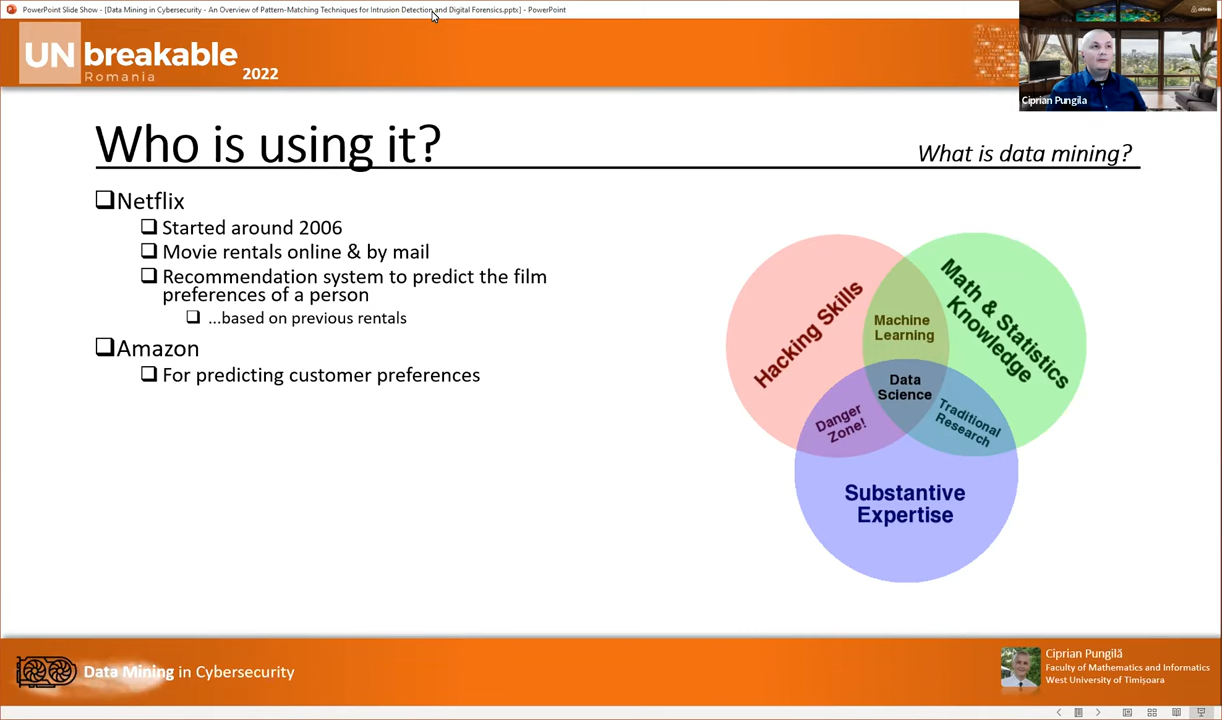 PowerPoint Slide Show - [Data Mining in Cybersecurity - An Overview of Pattern-Matching Techniques for Intrusion Detection and Digital Forensics.pptx] - PowerPoint
UNbreakable
Romania
2022
Ciprian Pungila
Who is using it?
What is data mining?
Netflix
Started around 2006
Movie rentals online & by mail
Recommendation system to predict the film
preferences of a person
...based on previous rentals
Amazon
For predicting customer preferences
Hacking Skills
Math & Statistics
Knowledge
Machine
Learning
Data
Science
Danger
Zone!
Traditional
Research
Substantive
Expertise
Data Mining in Cybersecurity
Ciprian Pungilă
Faculty of Mathematics and Informatics
West University of Timișoara